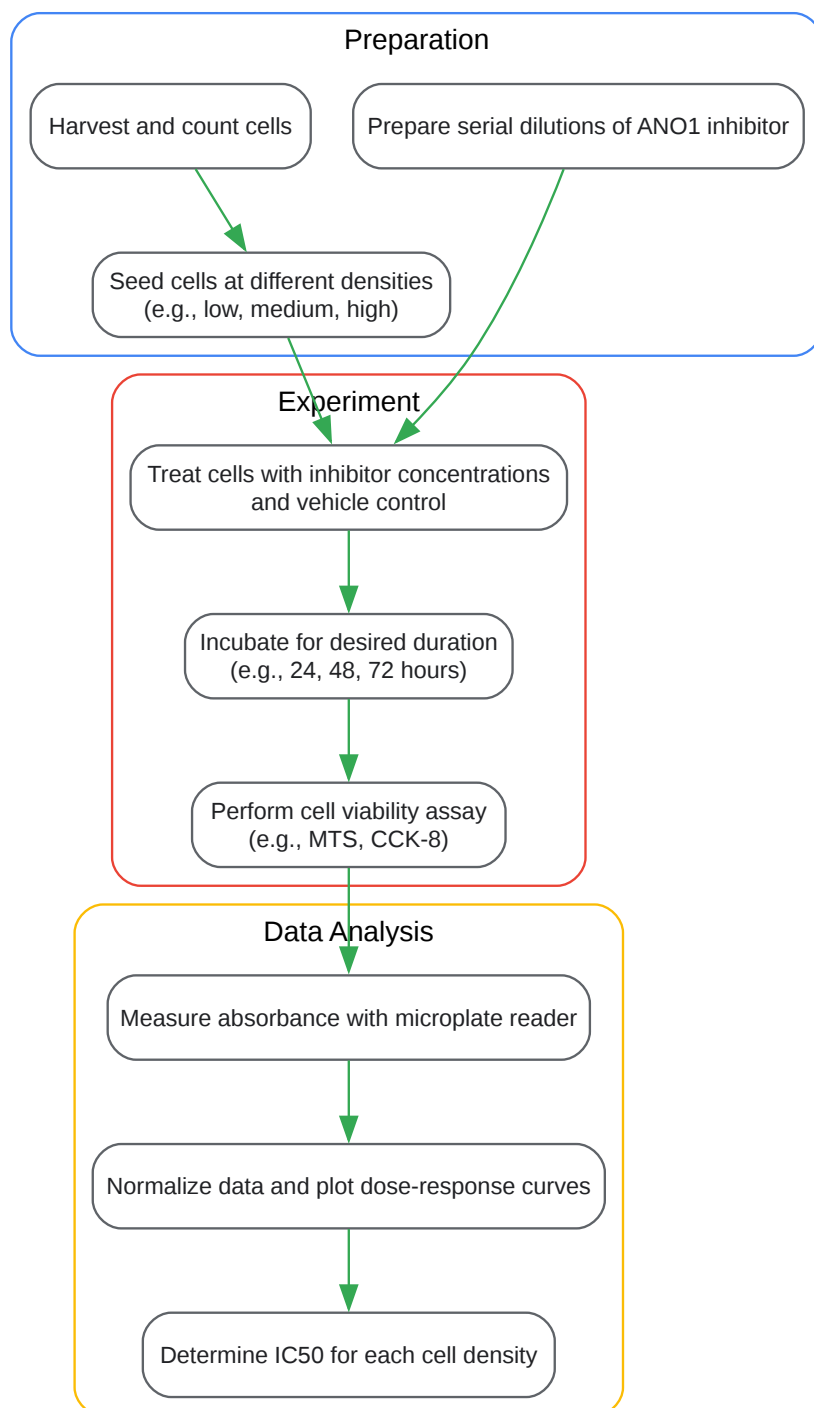 Preparation
Harvest and count cells
Prepare serial dilutions of ANO1 inhibitor
Seed cells at different densities
(e.g., low, medium, high)
Experiment
Treat cells with inhibitor concentrations
and vehicle control
Incubate for desired duration
(e.g., 24, 48, 72 hours)
Perform cell viability assay
(e.g., MTS, CCK-8)
Data Analysis
Measure absorbance with microplate reader
Normalize data and plot dose-response curves
Determine IC50 for each cell density